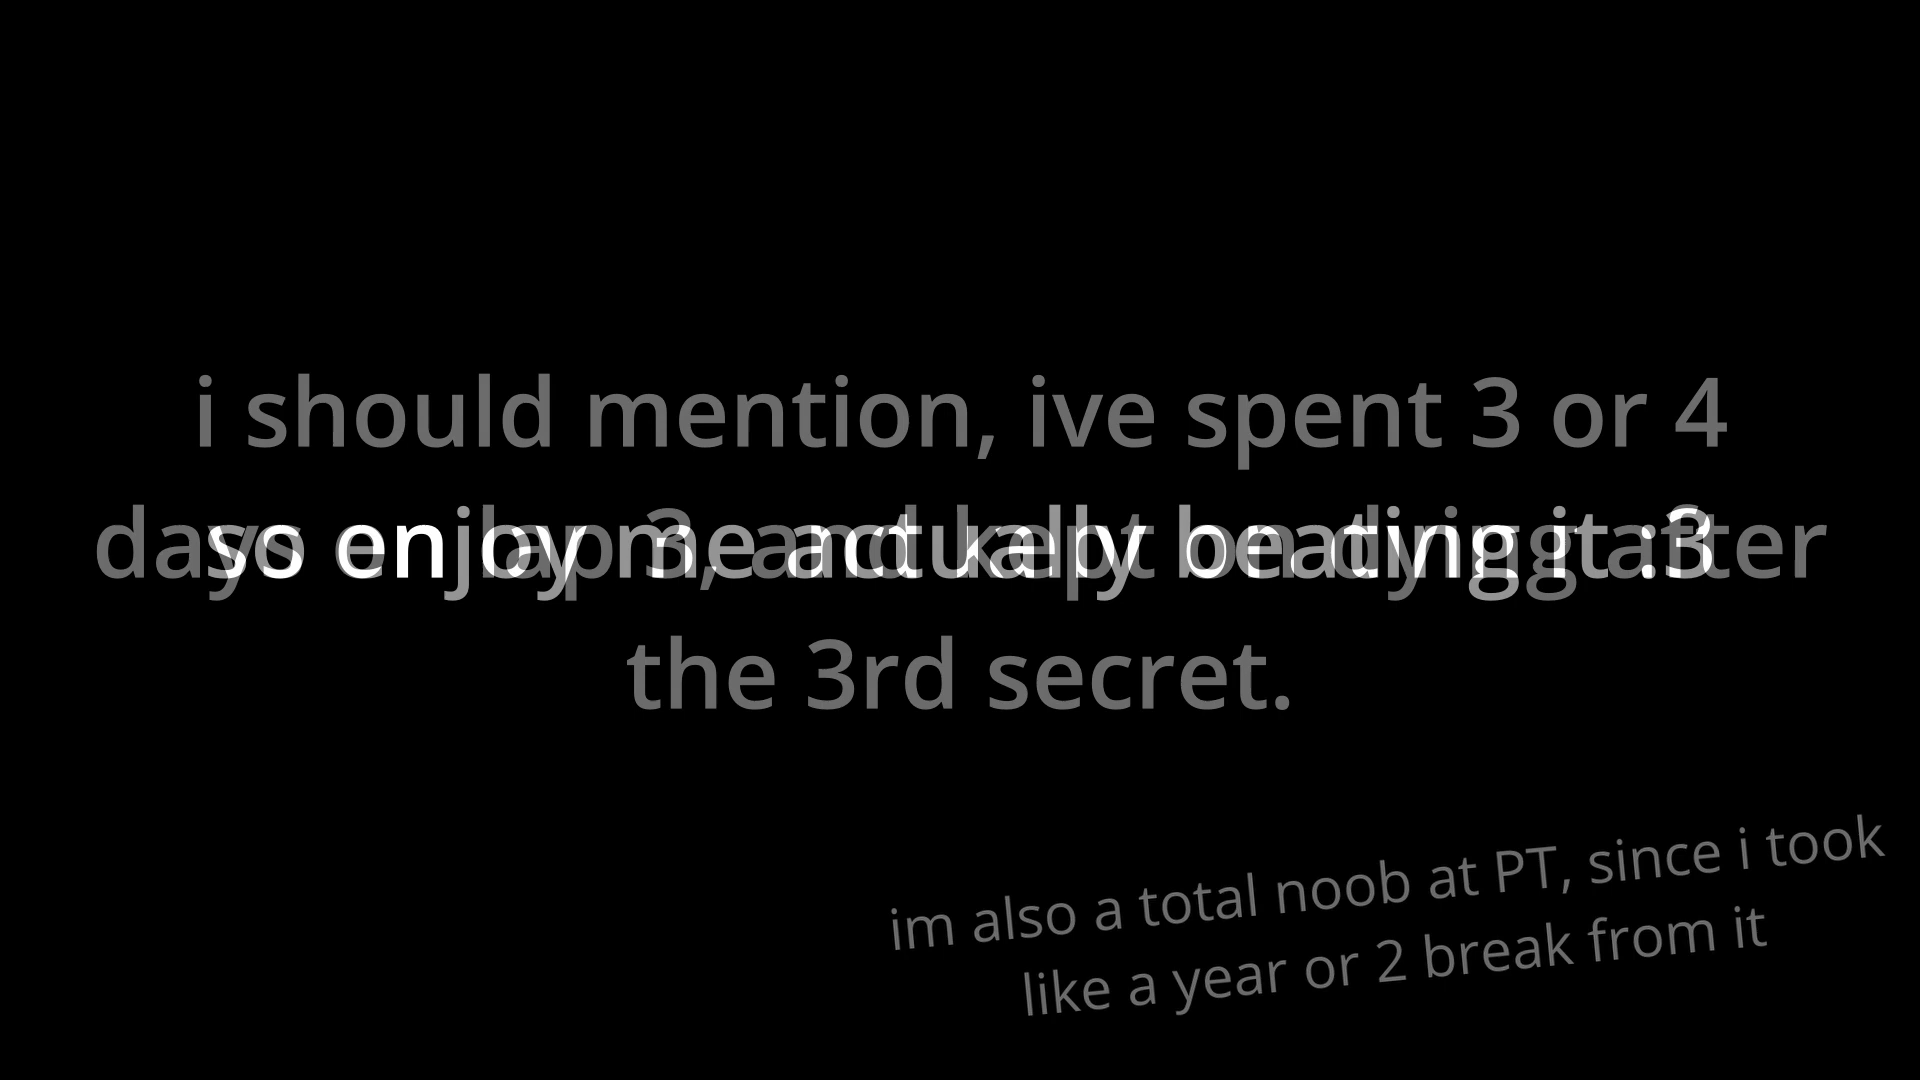 i should mention, ive spent 3 or 4
days on lap 3, and kept on dying after
so enjoy me actually beating it :3
the 3rd secret.
im also a total noob at PT, since i took
like a year or 2 break from it